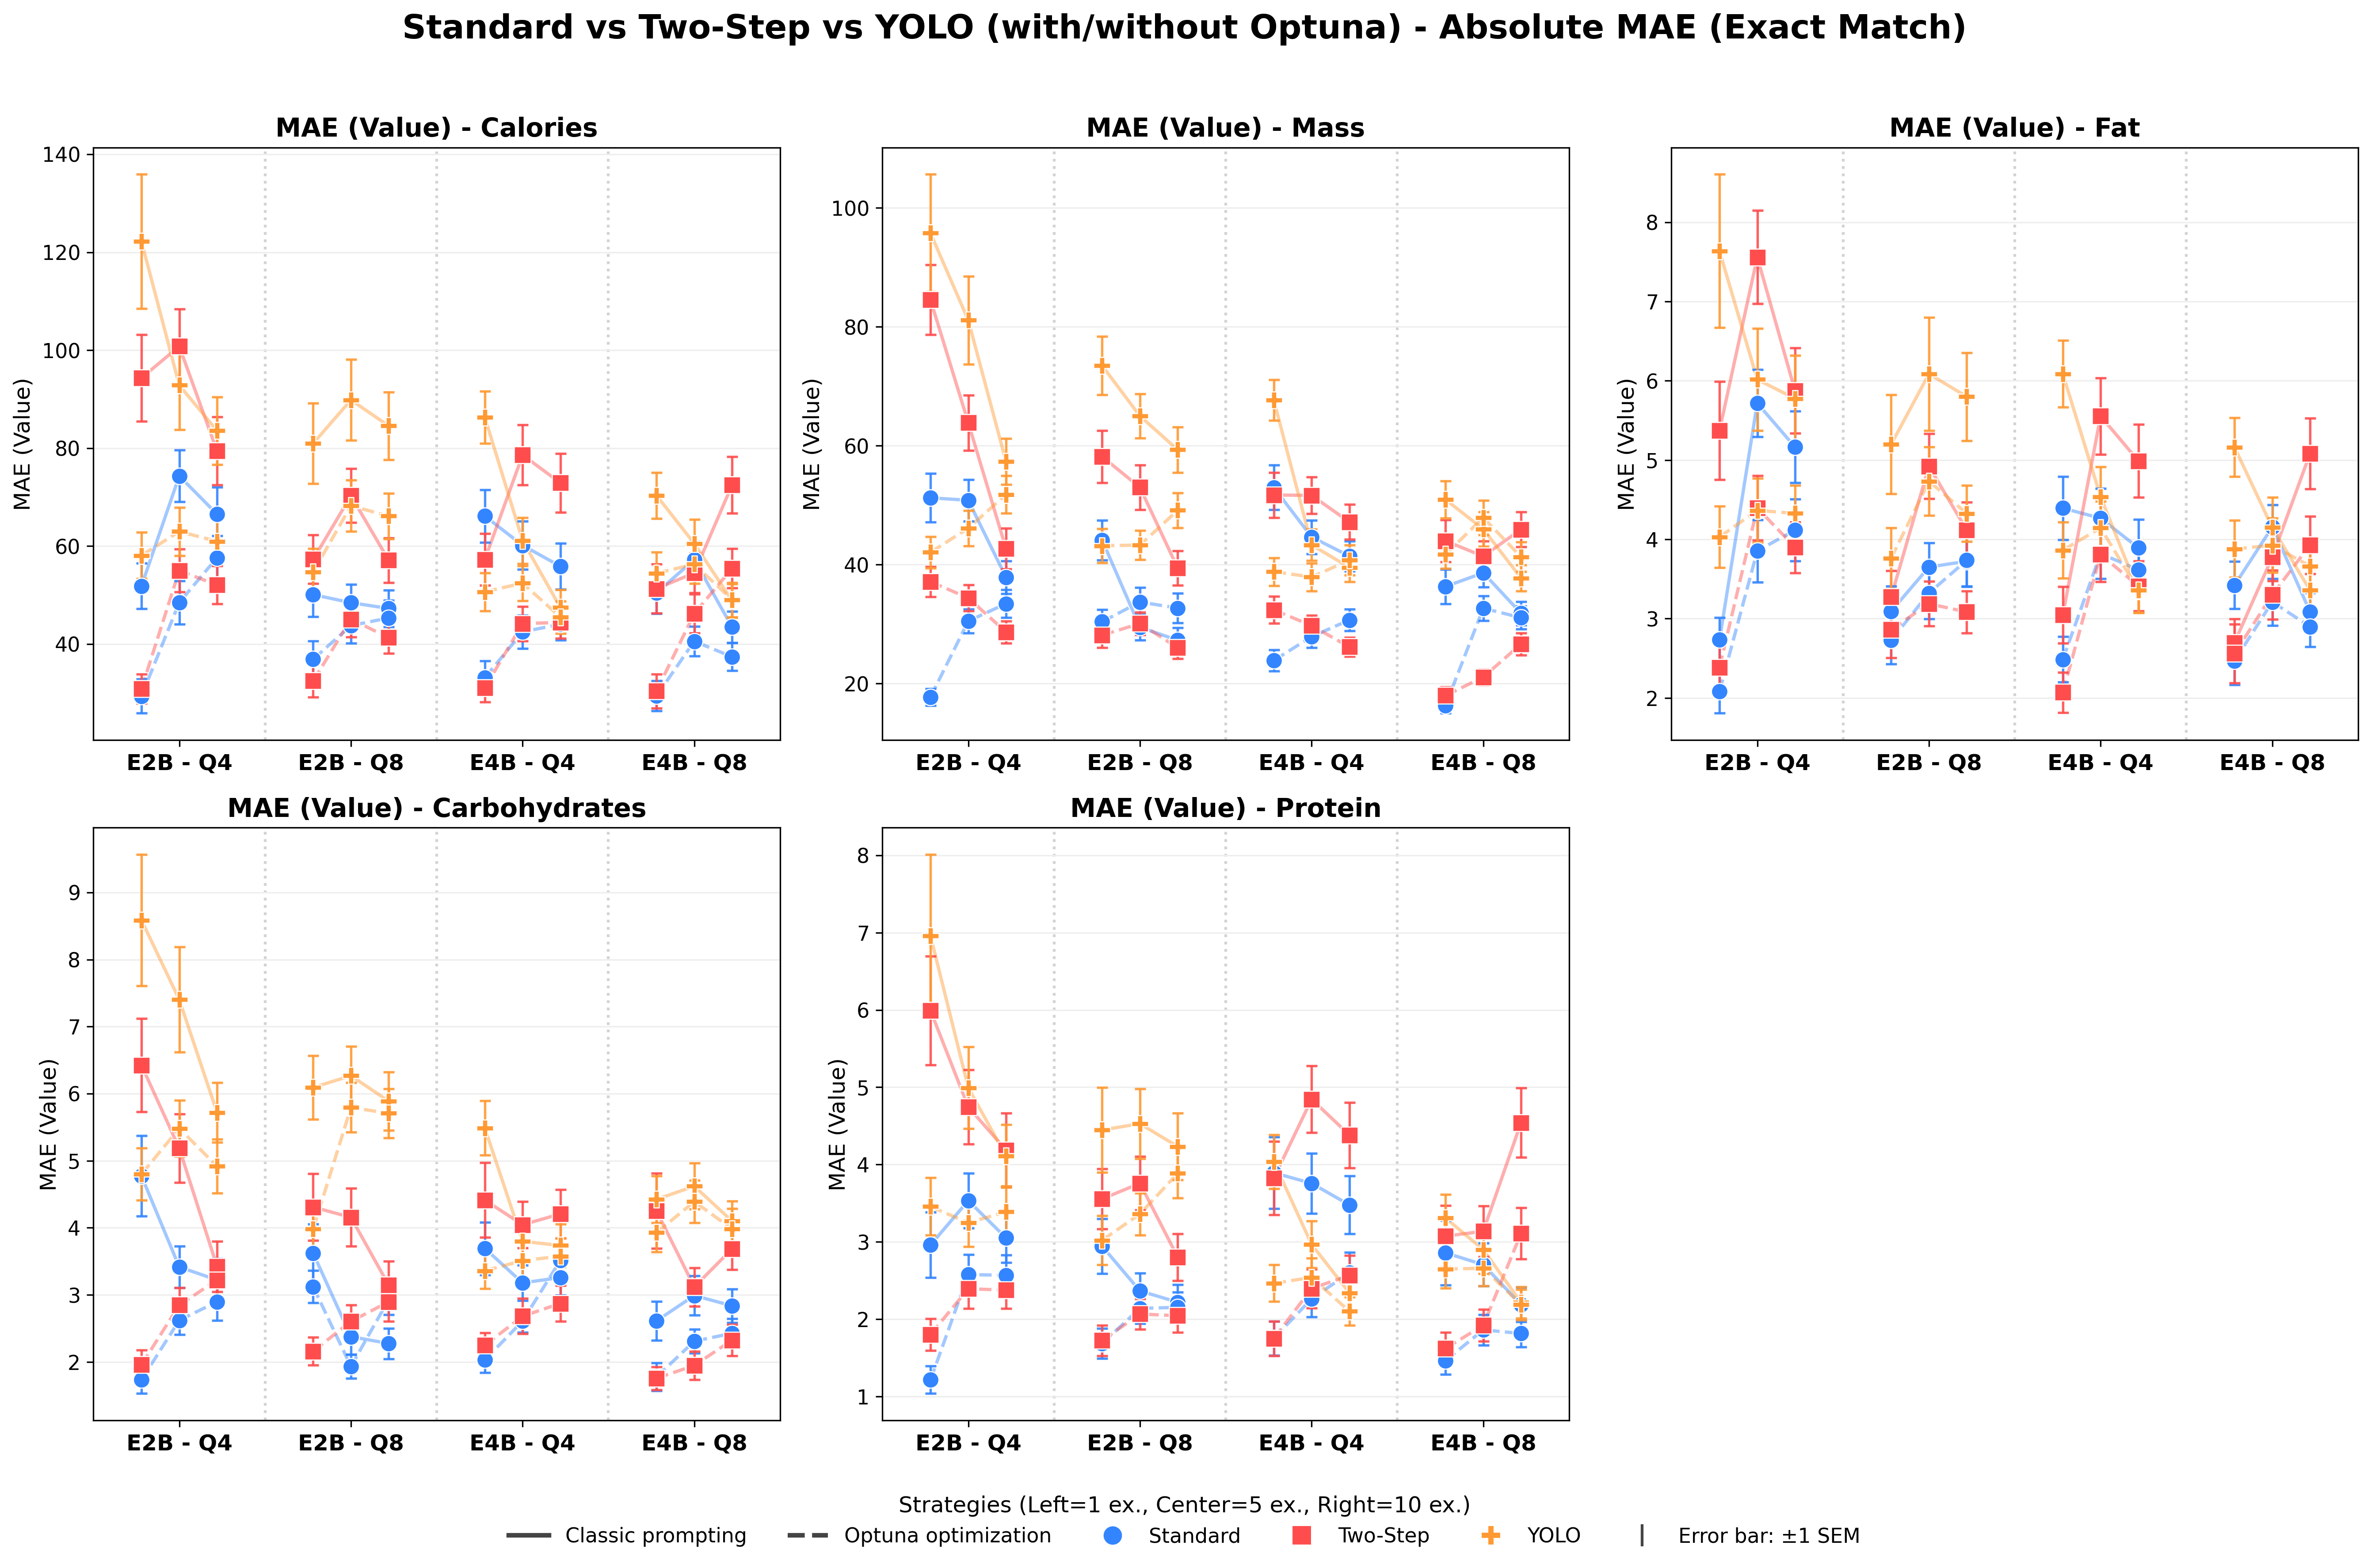 Standard vs Two-Step vs YOLO (with/without Optuna) - Absolute MAE (Exact Match)
MAE (Value) - Calories
MAE (Value)
140
120
100
80
60
40
E2B - Q4
E2B - Q8
E4B - Q4
E4B - Q8
MAE (Value) - Mass
MAE (Value)
100
80
60
40
20
E2B - Q4
E2B - Q8
E4B - Q4
E4B - Q8
MAE (Value) - Fat
MAE (Value)
8
7
6
5
4
3
2
E2B - Q4
E2B - Q8
E4B - Q4
E4B - Q8
MAE (Value) - Carbohydrates
MAE (Value)
9
8
7
6
5
4
3
2
E2B - Q4
E2B - Q8
E4B - Q4
E4B - Q8
MAE (Value) - Protein
MAE (Value)
8
7
6
5
4
3
2
1
E2B - Q4
E2B - Q8
E4B - Q4
E4B - Q8
Strategies (Left=1 ex., Center=5 ex., Right=10 ex.)
Classic prompting
Optuna optimization
Standard
Two-Step
YOLO
Error bar: ±1 SEM